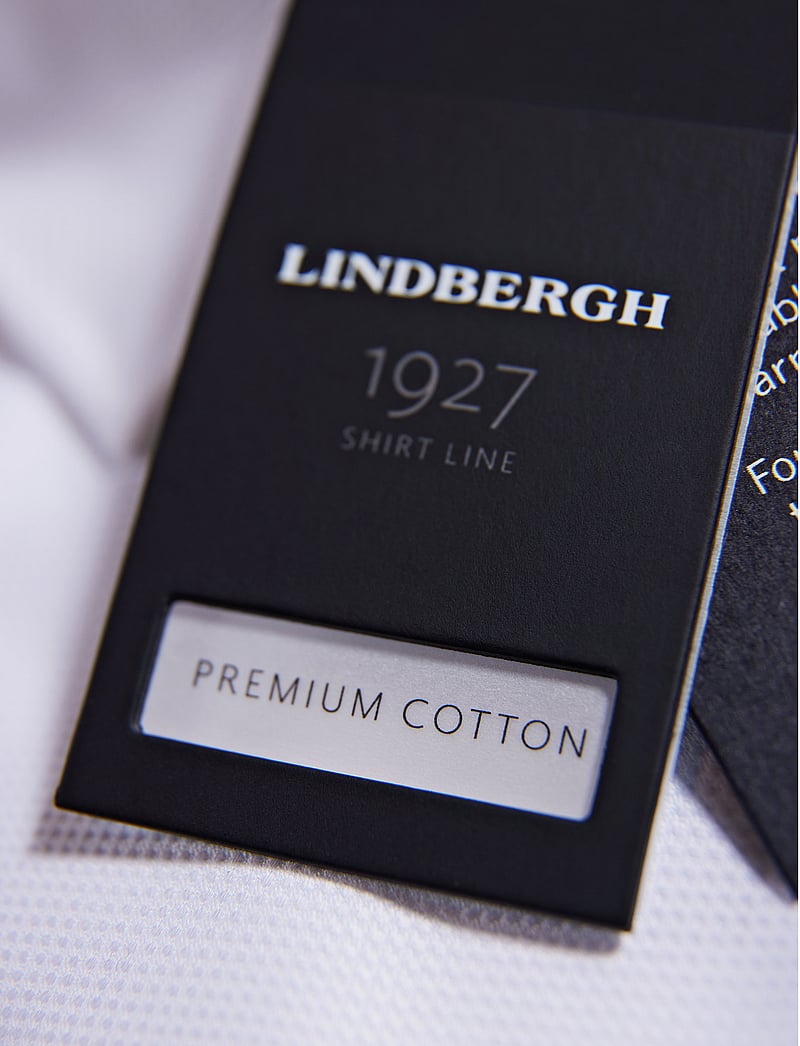 LINDBERGH
1927
SHIRT LINE
PREMIUM COTTON